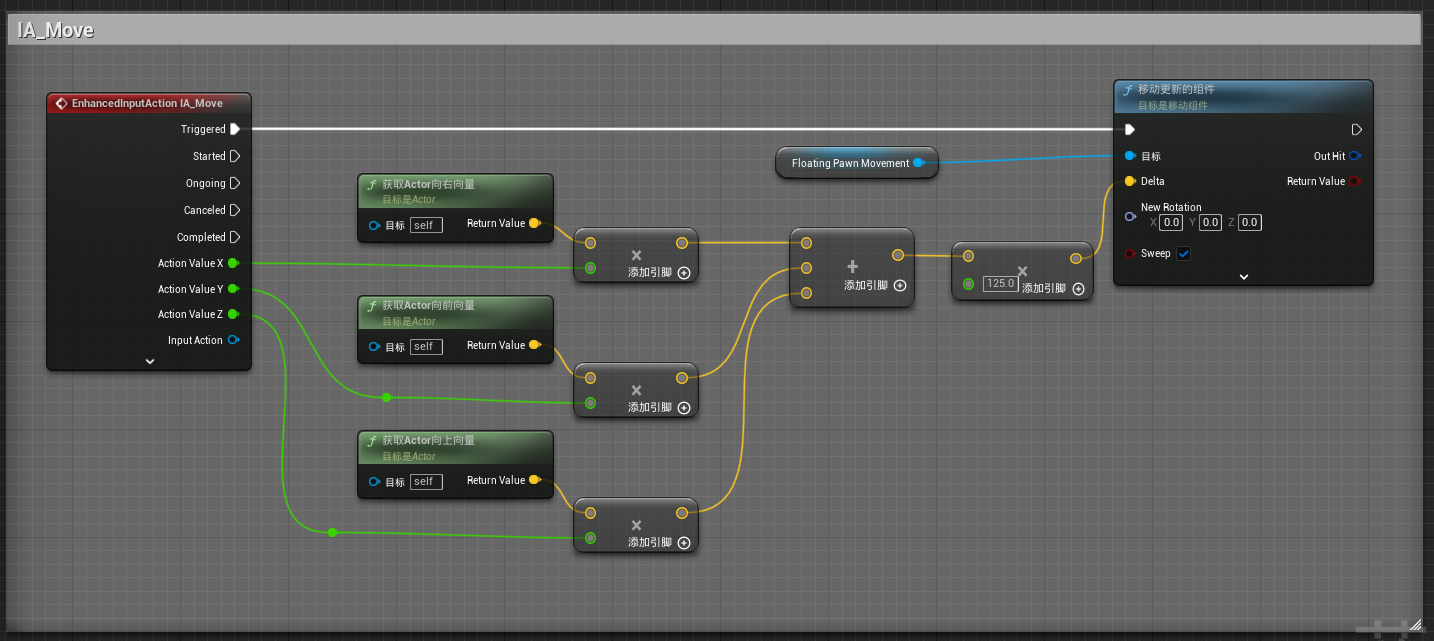 IA_Move
EnhancedInputAction IA_Move
Triggered
Started
Ongoing
Canceled
Completed
Action Value X
Action Value Y
Action Value Z
Input Action
f 获取Actor向右向量
目标是Actor
目标 self Return Value
×
添加引脚
f 获取Actor向前向量
目标是Actor
目标 self Return Value
×
添加引脚
f 获取Actor向上向量
目标是Actor
目标 self Return Value
×
添加引脚
Floating Pawn Movement
+
添加引脚
×
125.0 添加引脚
f 移动更新的组件
目标是移动组件
目标 Out Hit
Delta Return Value
New Rotation
X 0.0 Y 0.0 Z 0.0
Sweep